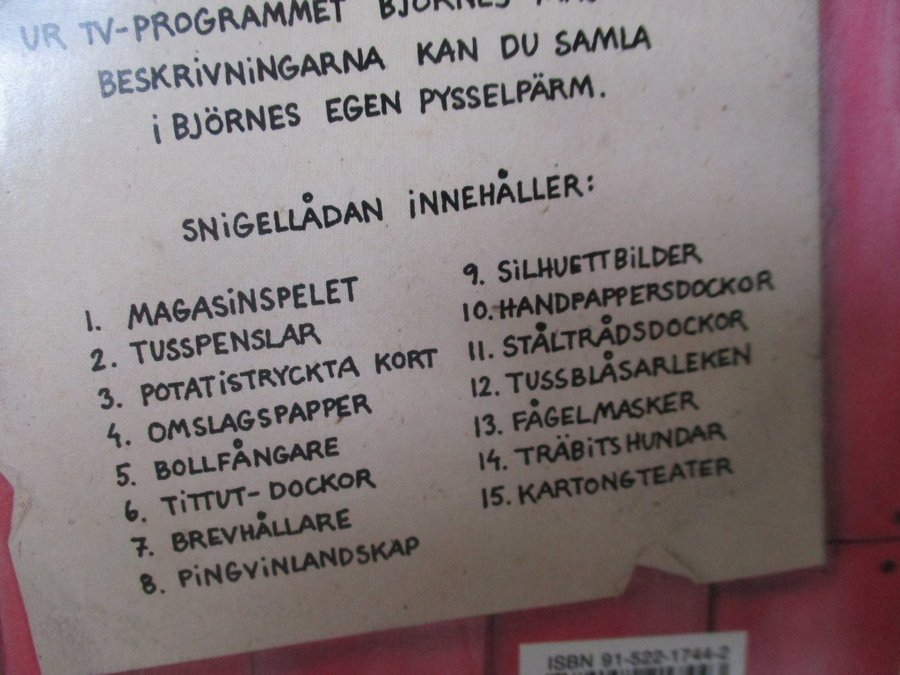 UR TV-PROGRAMMET BJÖRNES
BESKRIVNINGARNA KAN DU SAMLA
i BJÖRNES EGEN PYSSELPÄRM.
SNiGELLÅDAN iNNEHÅLLER:
1. MAGASiNSPELET
2. TUSSPENSLAR
3. POTATiSTRYCKTA KORT
4. OMSLAGSPAPPER
5. BOLLFÅNGARE
6. TiTTUT-DOCKOR
7. BREVHÅLLARE
8. PiNGViNLANDSKAP
9. SiLHUETTBiLDER
10. HANDPAPPERSDOCKOR
11. STÅLTRÅDSDOCKOR
12. TUSSBLÅSARLEKEN
13. FÅGELMASKER
14. TRÄBiTSHUNDAR
15. KARTONGTEATER
ISBN 91-522-1744-2